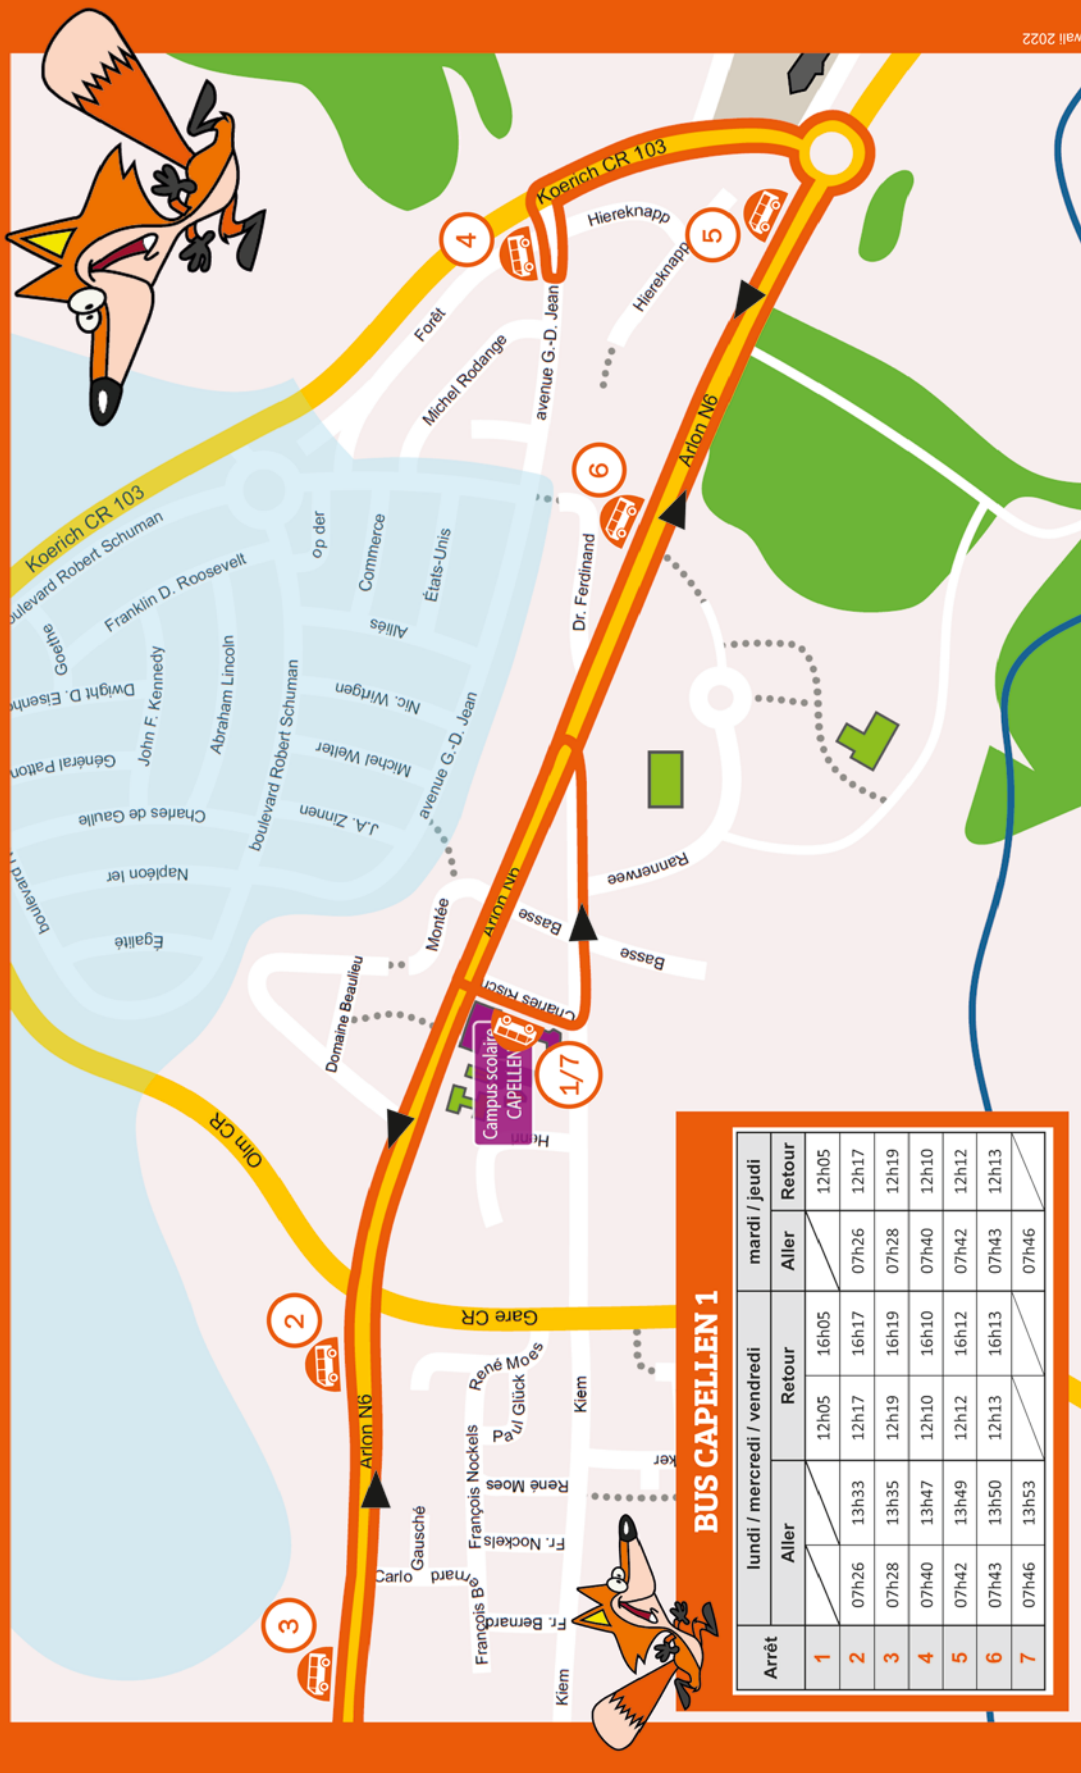 wali 2022
Koerich CR 103
Hiereknapp
Hiereknapp
4
5
Forêt
Michel Rodange
avenue G.-D. Jean
Arlon N6
6
Dr. Ferdinand
Koerich CR 103
boulevard Robert Schuman
Franklin D. Roosevelt
Goethe
op der
Commerce
États-Unis
Alliés
John F. Kennedy
Abraham Lincoln
boulevard Robert Schuman
Nic. Wirtgen
Michel Welter
J.A. Zinnen
avenue G.-D. Jean
Général Patton
Charles de Gaulle
Napléon Ier
Égalité
boulevard
Dwight D.
Arlon N6
Montée
Domaine Beaulieu
Basse
Basse
Rannerwee
Charles Risch
Campus scolaire
CAPELLEN
1/7
Henn
Olm CR
Gare CR
2
3
Arlon N6
René Moes
Paul Glück
Kiem
François Nockels
René Moes
Fr. Nockels
Gausché
Carlo
François Bernard
Fr. Bernard
Kiem
BUS CAPELLEN 1
Arrêt lundi / mercredi / vendredi mardi / jeudi
Aller Retour Aller Retour
1 12h05 16h05 12h05
2 07h26 13h33 12h17 16h17 07h26 12h17
3 07h28 13h35 12h19 16h19 07h28 12h19
4 07h40 13h47 12h10 16h10 07h40 12h10
5 07h42 13h49 12h12 16h12 07h42 12h12
6 07h43 13h50 12h13 16h13 07h43 12h13
7 07h46 13h53 07h46